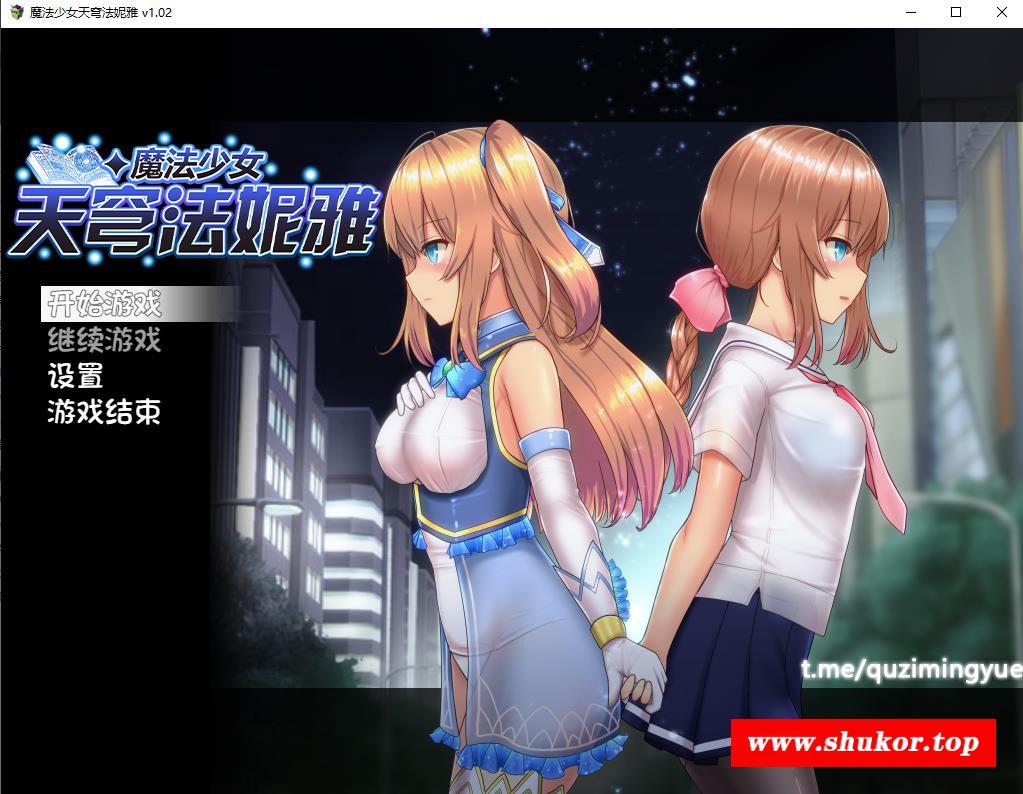 魔法少女天穹法妮雅 v1.02
魔法少女
天穹法妮雅
开始游戏
继续游戏
设置
游戏结束
t.me/quzimingyue
www.shukor.top